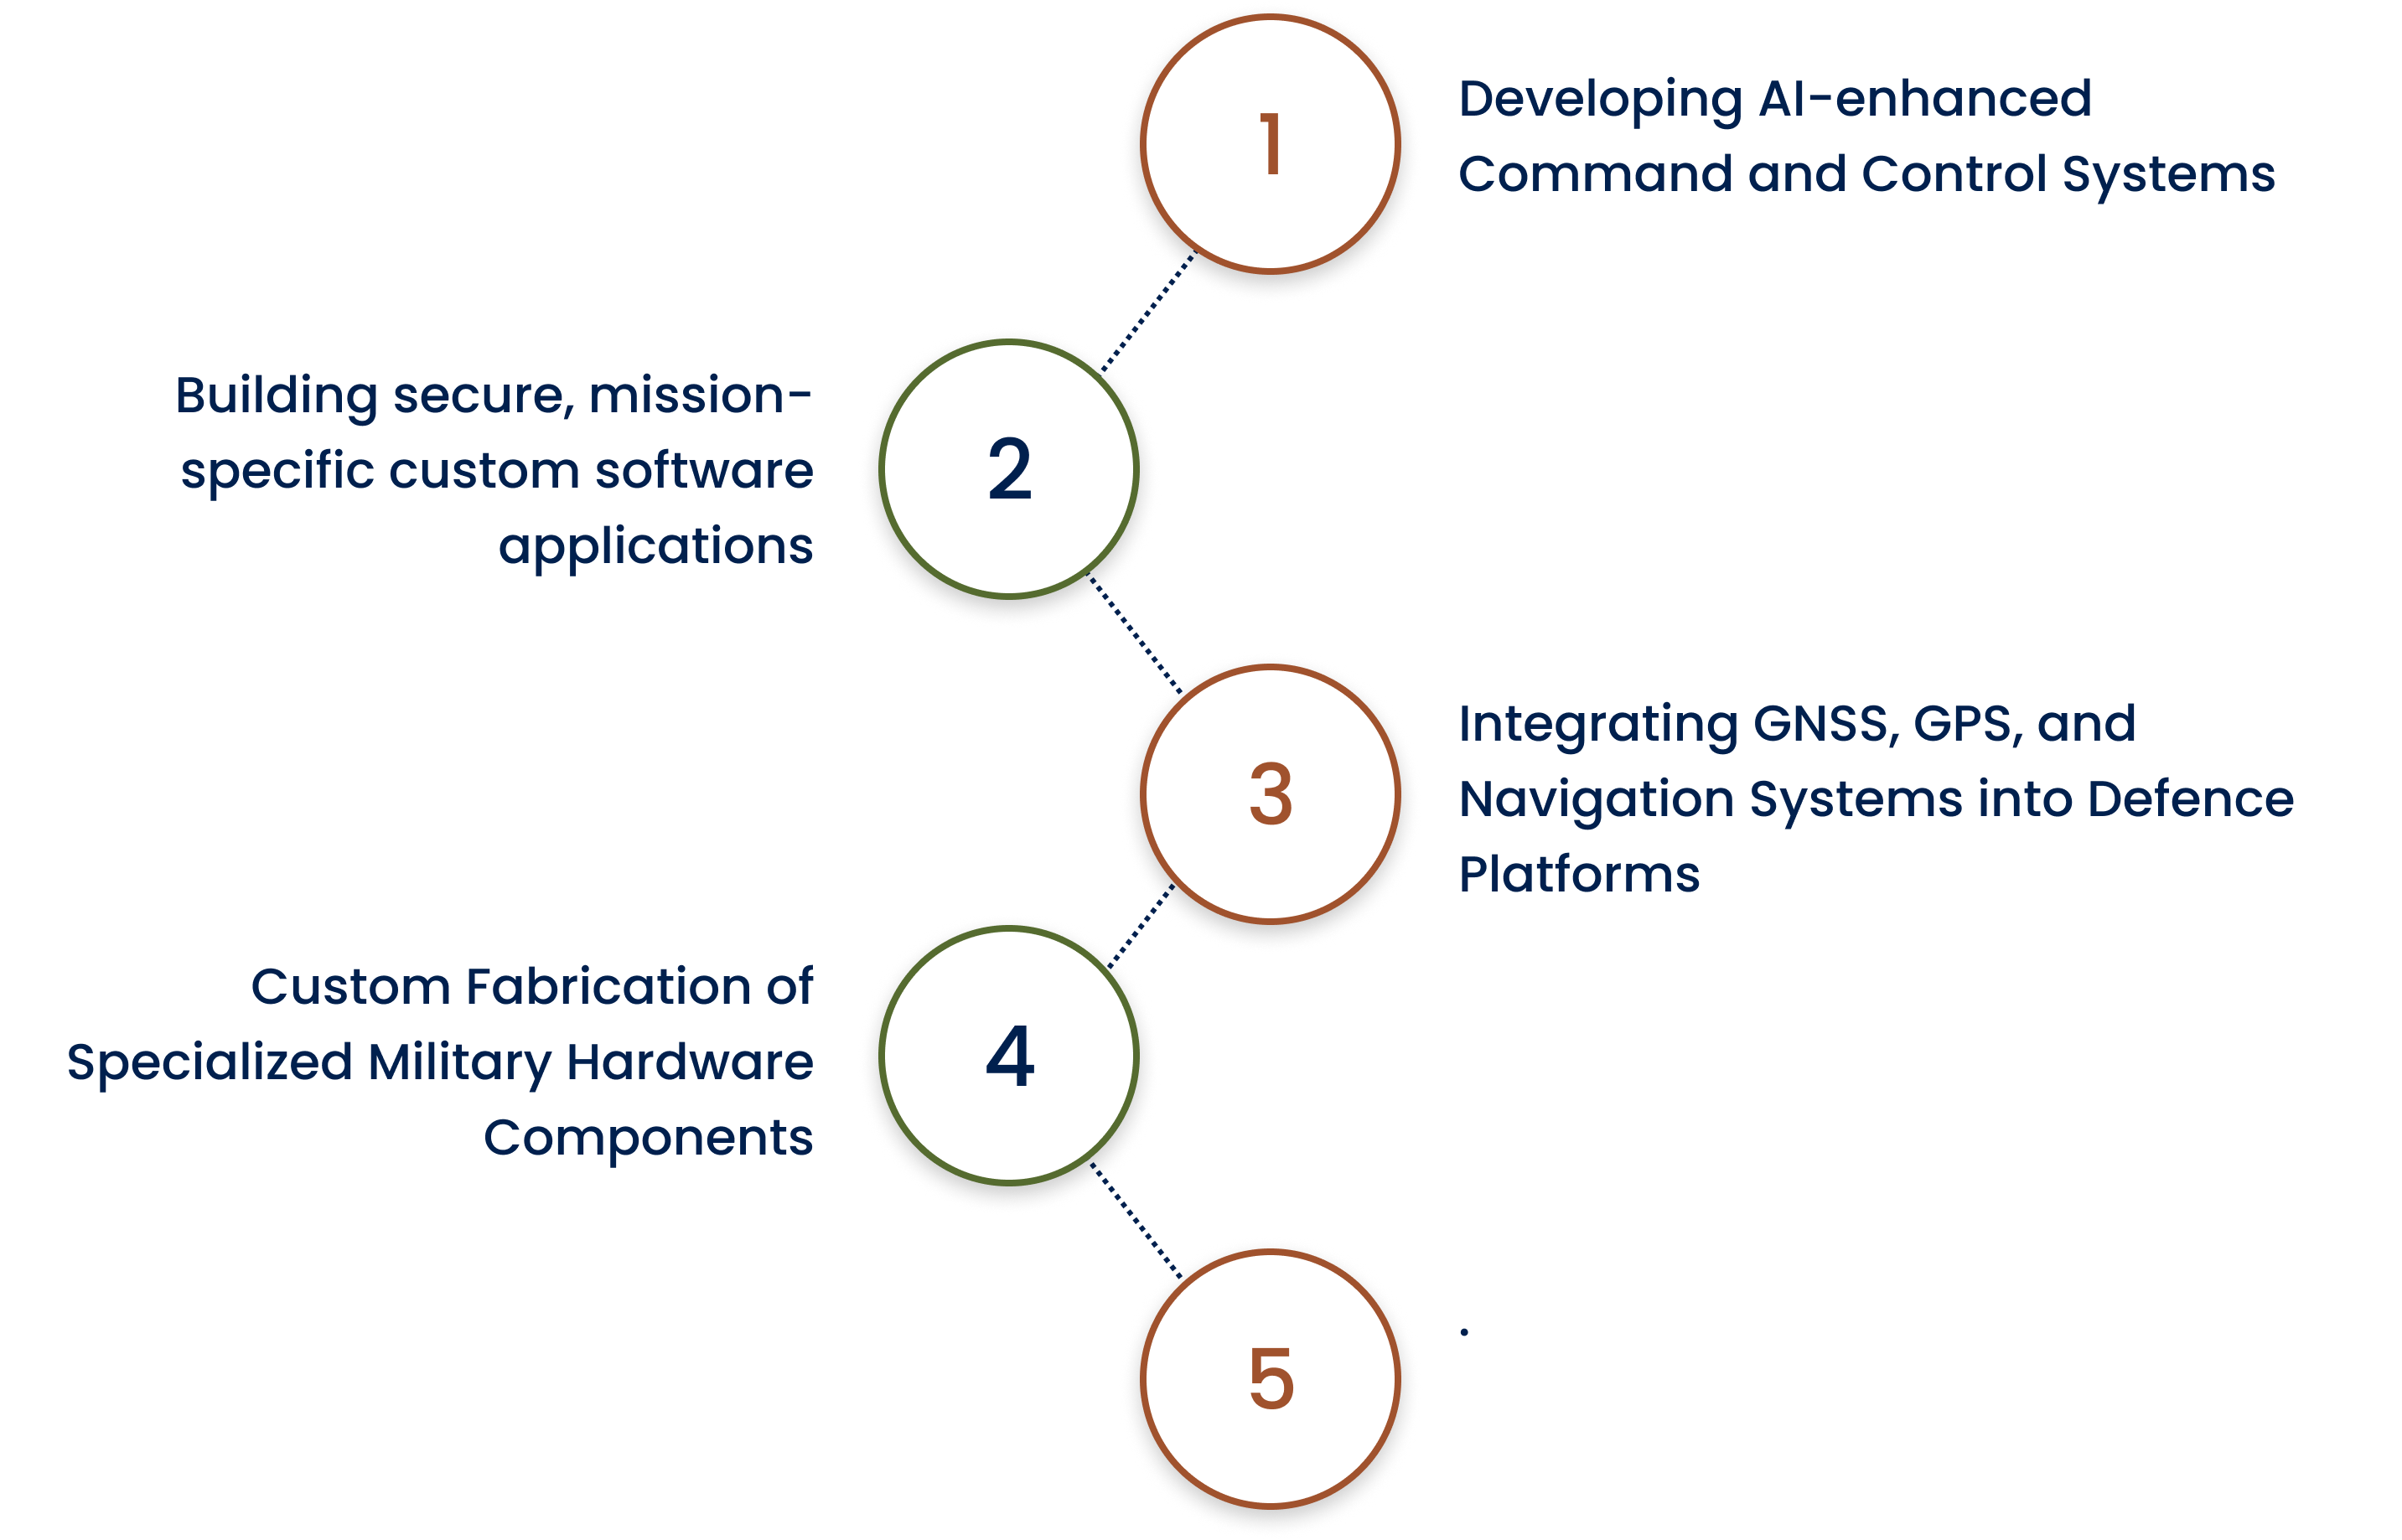 1
Developing AI-enhanced
Command and Control Systems
2
Building secure, mission-
specific custom software
applications
3
Integrating GNSS, GPS, and
Navigation Systems into Defence
Platforms
4
Custom Fabrication of
Specialized Military Hardware
Components
5
.